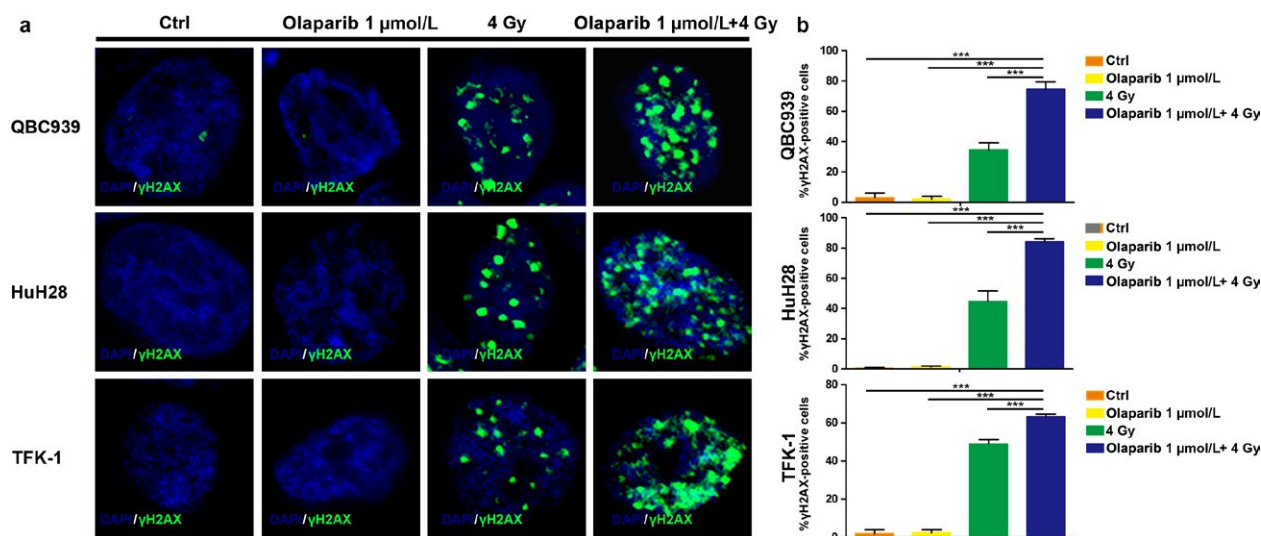 a
Ctrl
Olaparib 1 μmol/L
4 Gy
Olaparib 1 μmol/L+4 Gy
QBC939
DAPI/γH2AX
DAPI/γH2AX
DAPI/γH2AX
DAPI/γH2AX
HuH28
DAPI/γH2AX
DAPI/γH2AX
DAPI/γH2AX
DAPI/γH2AX
TFK-1
DAPI/γH2AX
DAPI/γH2AX
DAPI/γH2AX
DAPI/γH2AX
b
QBC939
%γH2AX-positive cells
100
80
60
40
20
0
***
***
***
Ctrl
Olaparib 1 μmol/L
4 Gy
Olaparib 1 μmol/L+ 4 Gy
HuH28
%γH2AX-positive cells
100
80
60
40
20
0
***
***
***
Ctrl
Olaparib 1 μmol/L
4 Gy
Olaparib 1 μmol/L+ 4 Gy
TFK-1
%γH2AX-positive cells
80
60
40
20
0
***
***
***
Ctrl
Olaparib 1 μmol/L
4 Gy
Olaparib 1 μmol/L+ 4 Gy